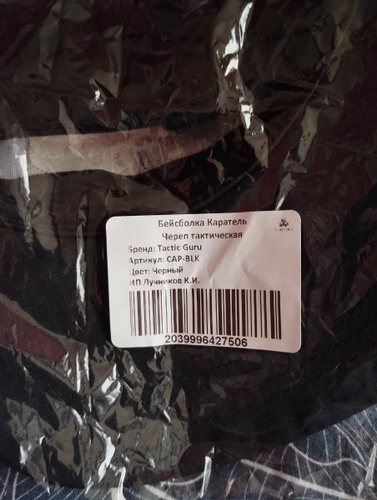 Бейсболка Каратель
Череп тактическая
Бренд: Tactic Guru
Артикул: CAP-BLK
Цвет: Черный
ИП Лучников К.И.
2039996427506